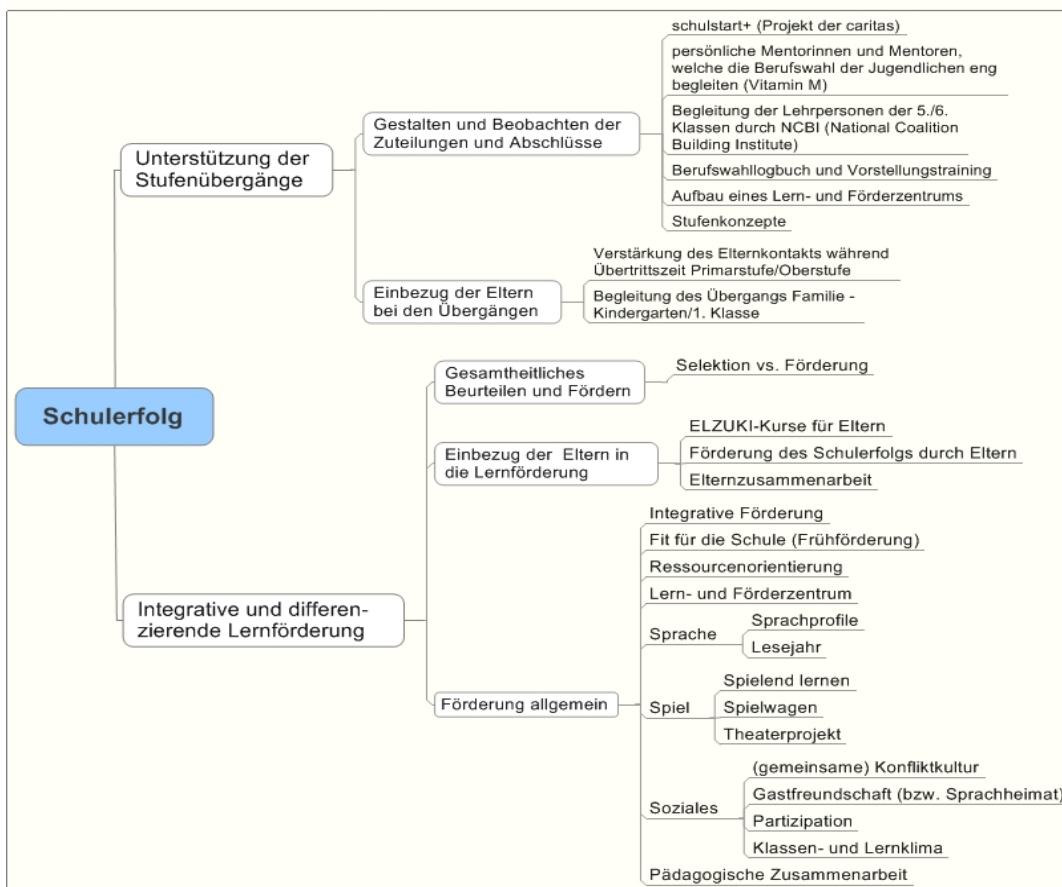 schulstart+ (Projekt der caritas)
persönliche Mentorinnen und Mentoren,
welche die Berufswahl der Jugendlichen eng
begleiten (Vitamin M)
Gestalten und Beobachten der
Zuteilungen und Abschlüsse
Begleitung der Lehrpersonen der 5./6.
Klassen durch NCBI (National Coalition
Building Institute)
Unterstützung der
Stufenübergänge
Berufswahllogbuch und Vorstellungstraining
Aufbau eines Lern- und Förderzentrums
Stufenkonzepte
Verstärkung des Elternkontakts während
Übertrittszeit Primarstufe/Oberstufe
Einbezug der Eltern
bei den Übergängen
Begleitung des Übergangs Familie -
Kindergarten/1. Klasse
Gesamtheitliches
Beurteilen und Fördern
Selektion vs. Förderung
Schulerfolg
ELZUKI-Kurse für Eltern
Einbezug der Eltern in
die Lernförderung
Förderung des Schulerfolgs durch Eltern
Elternzusammenarbeit
Integrative Förderung
Fit für die Schule (Frühförderung)
Ressourcenorientierung
Lern- und Förderzentrum
Integrative und differen-
zierende Lernförderung
Sprache
Sprachprofile
Lesejahr
Förderung allgemein
Spiel
Spielend lernen
Spielwagen
Theaterprojekt
Soziales
(gemeinsame) Konfliktkultur
Gastfreundschaft (bzw. Sprachheimat)
Partizipation
Klassen- und Lernklima
Pädagogische Zusammenarbeit